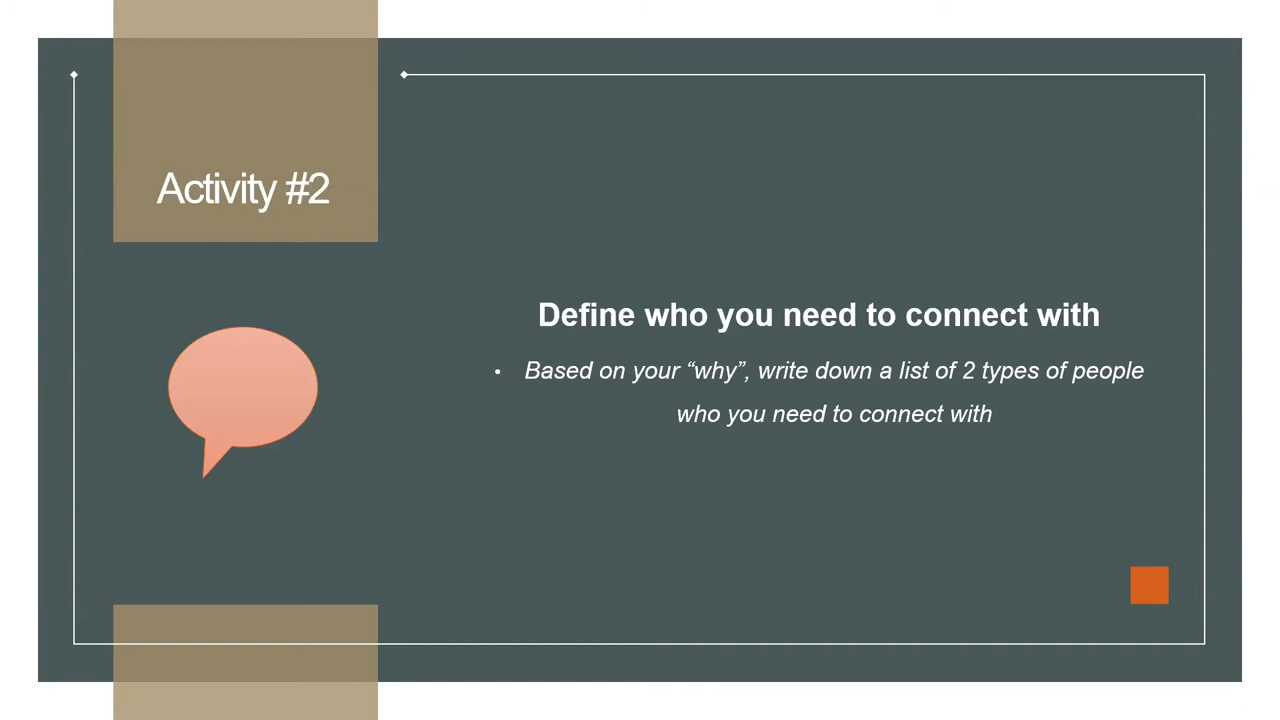 Activity #2
Define who you need to connect with
• Based on your “why”, write down a list of 2 types of people
who you need to connect with